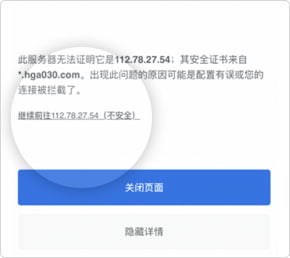 此服务器无法证明它是112.78.27.54；其安全证书来自
*.hga030.com。出现此问题的原因可能是配置有误或您的
连接被拦截了。
继续前往112.78.27.54（不安全）
关闭页面
隐藏详情